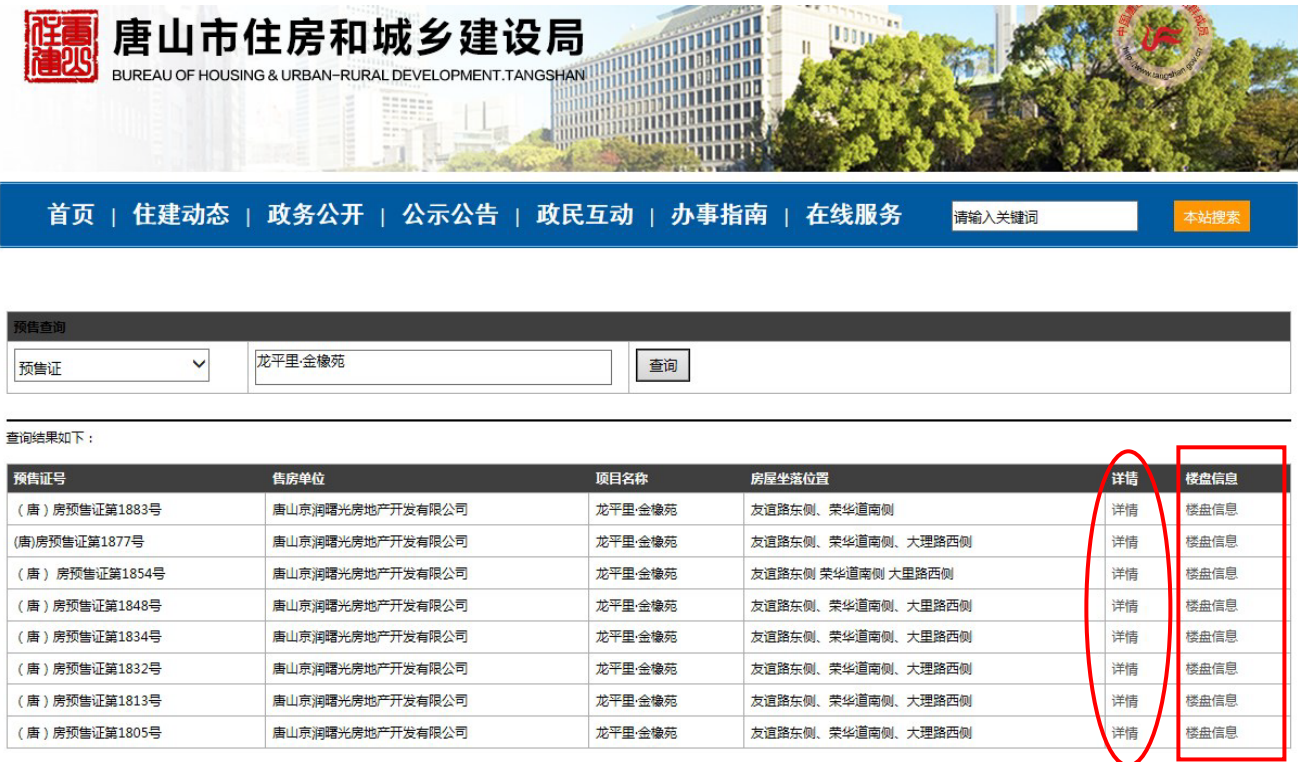 唐山市住房和城乡建设局
BUREAU OF HOUSING & URBAN-RURAL DEVELOPMENT.TANGSHAN
首页 | 住建动态 | 政务公开 | 公示公告 | 政民互动 | 办事指南 | 在线服务 请输入关键词 本站搜索
预售查询
预售证 龙平里·金橡苑 查询
查询结果如下：
预售证号 售房单位 项目名称 房屋坐落位置 详情 楼盘信息
（唐）房预售证第1883号 唐山京润曙光房地产开发有限公司 龙平里·金橡苑 友谊路东侧、荣华道南侧 详情 楼盘信息
(唐)房预售证第1877号 唐山京润曙光房地产开发有限公司 龙平里·金橡苑 友谊路东侧、荣华道南侧、大理路西侧 详情 楼盘信息
（唐） 房预售证第1854号 唐山京润曙光房地产开发有限公司 龙平里·金橡苑 友谊路东侧 荣华道南侧 大里路西侧 详情 楼盘信息
（唐）房预售证第1848号 唐山京润曙光房地产开发有限公司 龙平里·金橡苑 友谊路东侧、荣华道南侧、大里路西侧 详情 楼盘信息
（唐）房预售证第1834号 唐山京润曙光房地产开发有限公司 龙平里·金橡苑 友谊路东侧、荣华道南侧、大里路西侧 详情 楼盘信息
（唐）房预售证第1832号 唐山京润曙光房地产开发有限公司 龙平里·金橡苑 友谊路东侧、荣华道南侧、大理路西侧 详情 楼盘信息
（唐）房预售证第1813号 唐山京润曙光房地产开发有限公司 龙平里·金橡苑 友谊路东侧、荣华道南侧、大理路西侧 详情 楼盘信息
（唐）房预售证第1805号 唐山京润曙光房地产开发有限公司 龙平里·金橡苑 友谊路东侧、荣华道南侧、大理路西侧 详情 楼盘信息